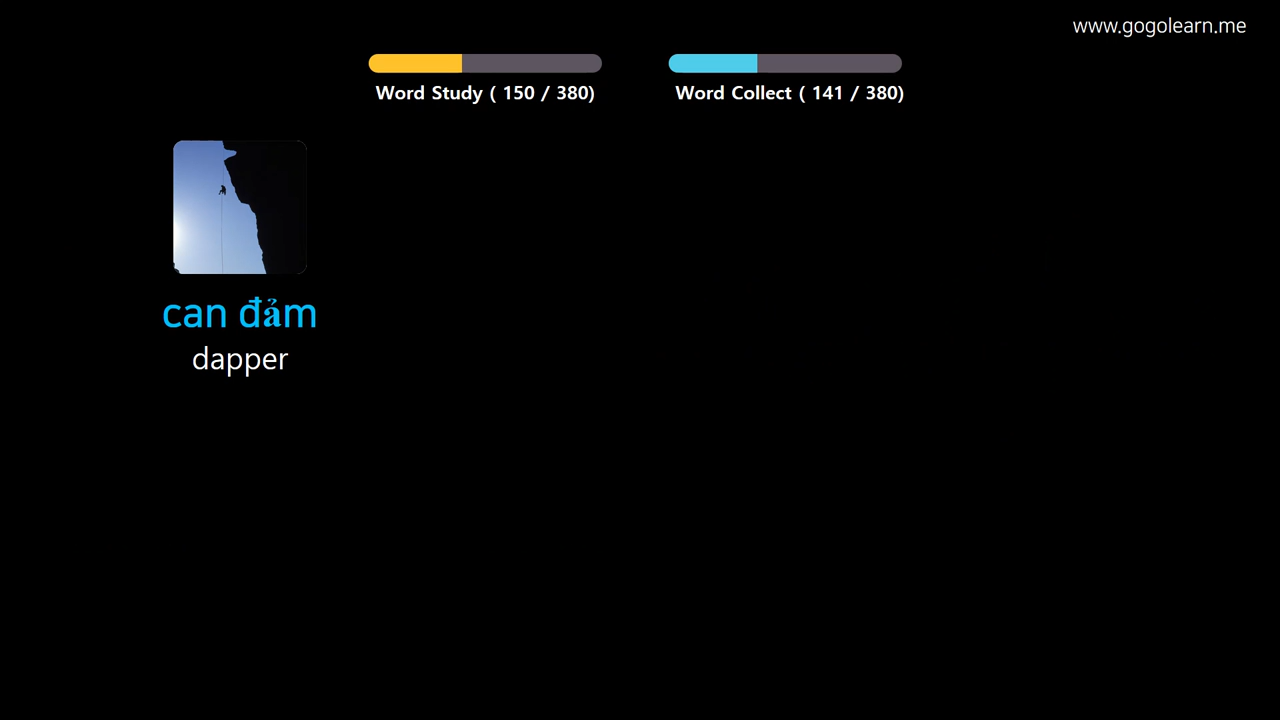 www.gogolearn.me
Word Study ( 150 / 380)
Word Collect ( 141 / 380)
can đảm
dapper